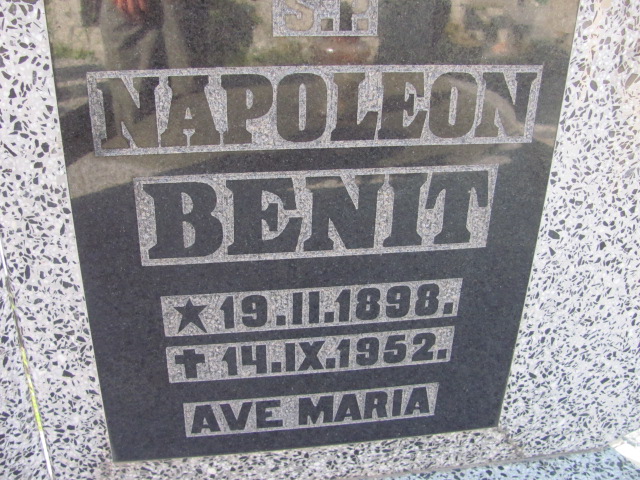 Ś.P.
NAPOLEON
BENIT
★ 19.II.1898.
✝ 14.IX.1952.
AVE MARIA